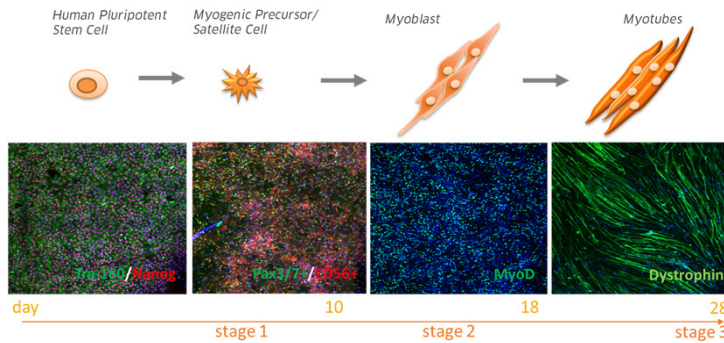 Human Pluripotent
Stem Cell
Myogenic Precursor/
Satellite Cell
Myoblast
Myotubes
Tra-160/Nanog
Pax3/7+/CD56+
MyoD
Dystrophin
day
10
18
28
stage 1
stage 2
stage 3